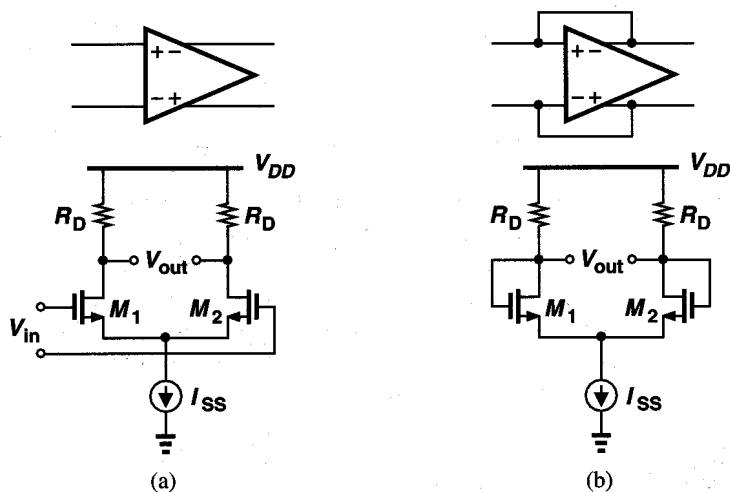 + −
− +
V_DD
R_D
R_D
V_out
V_in
M_1
M_2
I_SS
(a)
+ −
− +
V_DD
R_D
R_D
V_out
M_1
M_2
I_SS
(b)